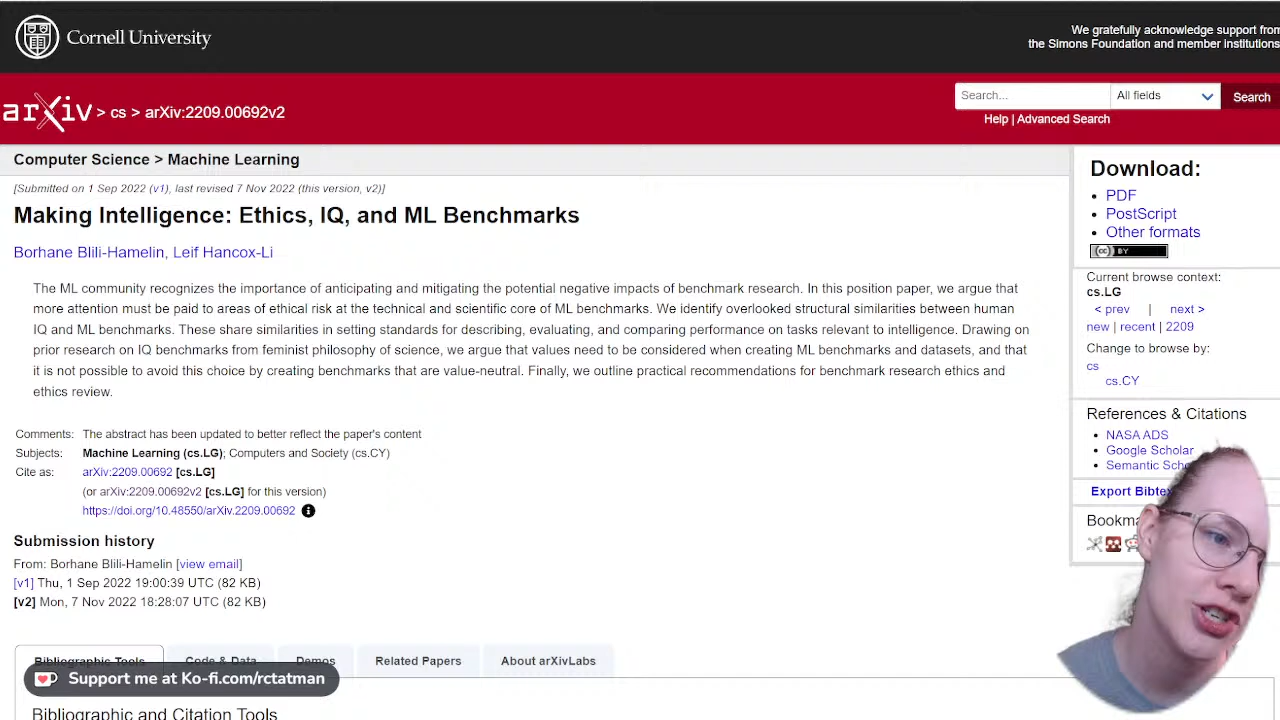 Cornell University
We gratefully acknowledge support from
the Simons Foundation and member institutions
arXiv > cs > arXiv:2209.00692v2
Search...
All fields
Search
Help | Advanced Search
Computer Science > Machine Learning
[Submitted on 1 Sep 2022 (v1), last revised 7 Nov 2022 (this version, v2)]
Making Intelligence: Ethics, IQ, and ML Benchmarks
Borhane Blili-Hamelin, Leif Hancox-Li
The ML community recognizes the importance of anticipating and mitigating the potential negative impacts of benchmark research. In this position paper, we argue that
more attention must be paid to areas of ethical risk at the technical and scientific core of ML benchmarks. We identify overlooked structural similarities between human
IQ and ML benchmarks. These share similarities in setting standards for describing, evaluating, and comparing performance on tasks relevant to intelligence. Drawing on
prior research on IQ benchmarks from feminist philosophy of science, we argue that values need to be considered when creating ML benchmarks and datasets, and that
it is not possible to avoid this choice by creating benchmarks that are value-neutral. Finally, we outline practical recommendations for benchmark research ethics and
ethics review.
Comments: The abstract has been updated to better reflect the paper's content
Subjects: Machine Learning (cs.LG); Computers and Society (cs.CY)
Cite as: arXiv:2209.00692 [cs.LG]
(or arXiv:2209.00692v2 [cs.LG] for this version)
https://doi.org/10.48550/arXiv.2209.00692
Submission history
From: Borhane Blili-Hamelin [view email]
[v1] Thu, 1 Sep 2022 19:00:39 UTC (82 KB)
[v2] Mon, 7 Nov 2022 18:28:07 UTC (82 KB)
Bibliographic Tools
Code & Data
Demos
Related Papers
About arXivLabs
Support me at Ko-fi.com/rctatman
Bibliographic and Citation Tools
Download:
PDF
PostScript
Other formats
CC BY
Current browse context:
cs.LG
< prev | next >
new | recent | 2209
Change to browse by:
cs
cs.CY
References & Citations
NASA ADS
Google Scholar
Semantic Scho
Export Bibte
Bookma